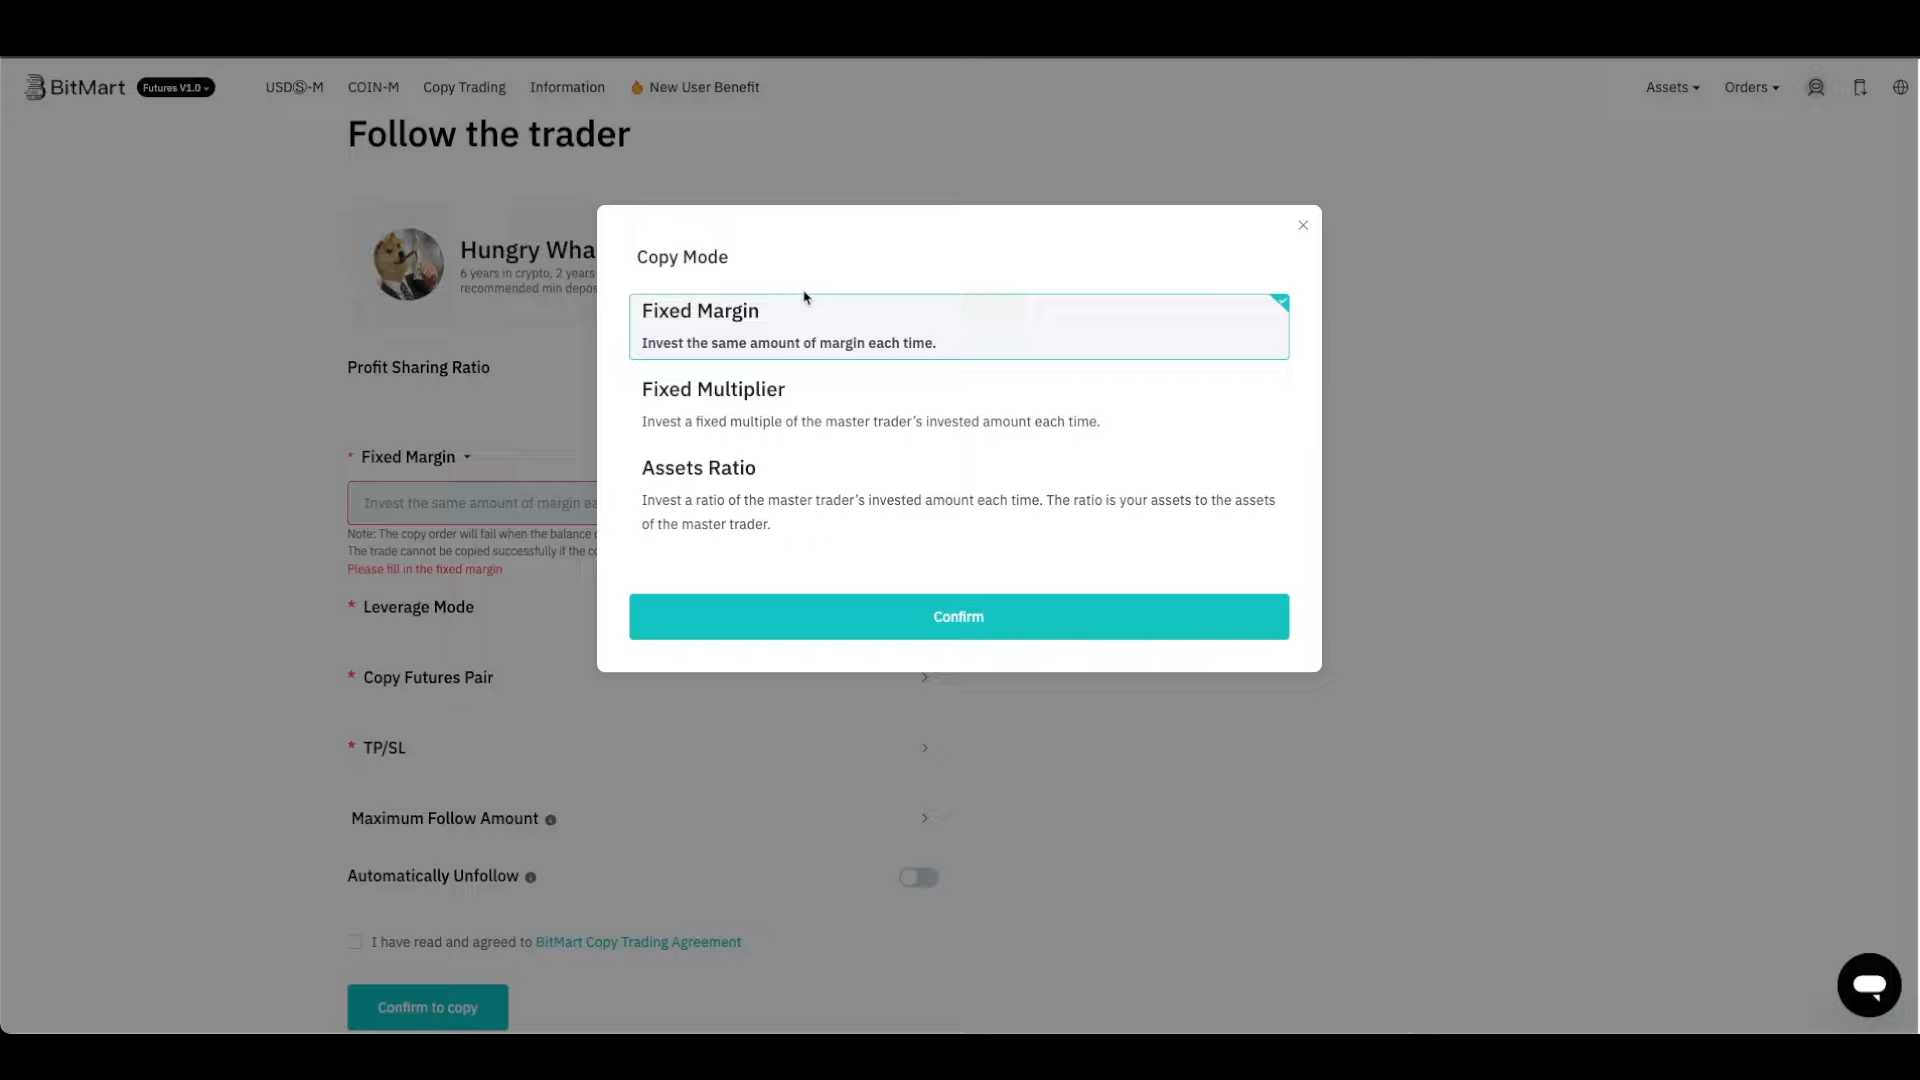 BitMart Futures V1.0 USDⓈ-M COIN-M Copy Trading Information New User Benefit Assets Orders
Follow the trader
Hungry Wha
6 years in crypto, 2 years
recommended min depos
Profit Sharing Ratio
* Fixed Margin
Invest the same amount of margin ea
Note: The copy order will fail when the balance
The trade cannot be copied successfully if the
Please fill in the fixed margin
* Leverage Mode
* Copy Futures Pair
* TP/SL
Maximum Follow Amount
Automatically Unfollow
I have read and agreed to BitMart Copy Trading Agreement
Confirm to copy
Copy Mode
Fixed Margin
Invest the same amount of margin each time.
Fixed Multiplier
Invest a fixed multiple of the master trader’s invested amount each time.
Assets Ratio
Invest a ratio of the master trader’s invested amount each time. The ratio is your assets to the assets
of the master trader.
Confirm